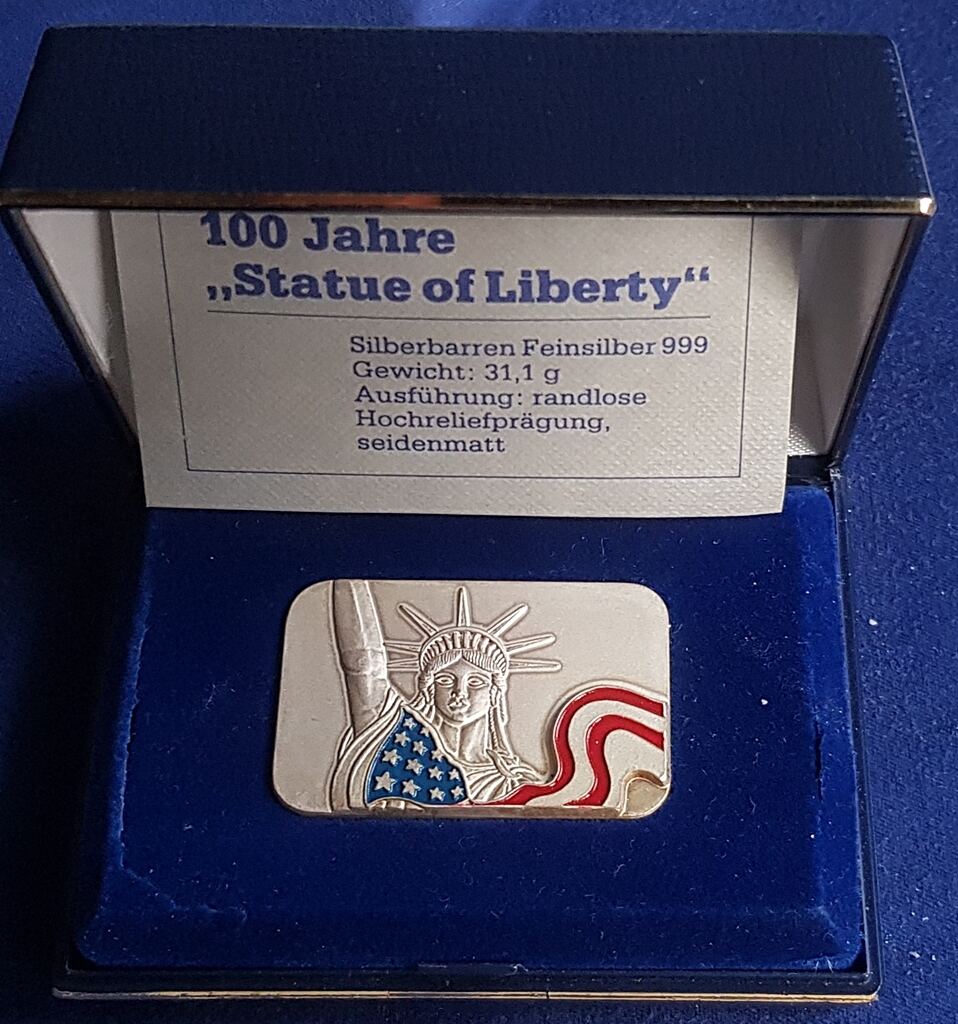 100 Jahre
„Statue of Liberty“
Silberbarren Feinsilber 999
Gewicht: 31,1 g
Ausführung: randlose
Hochreliefprägung,
seidenmatt